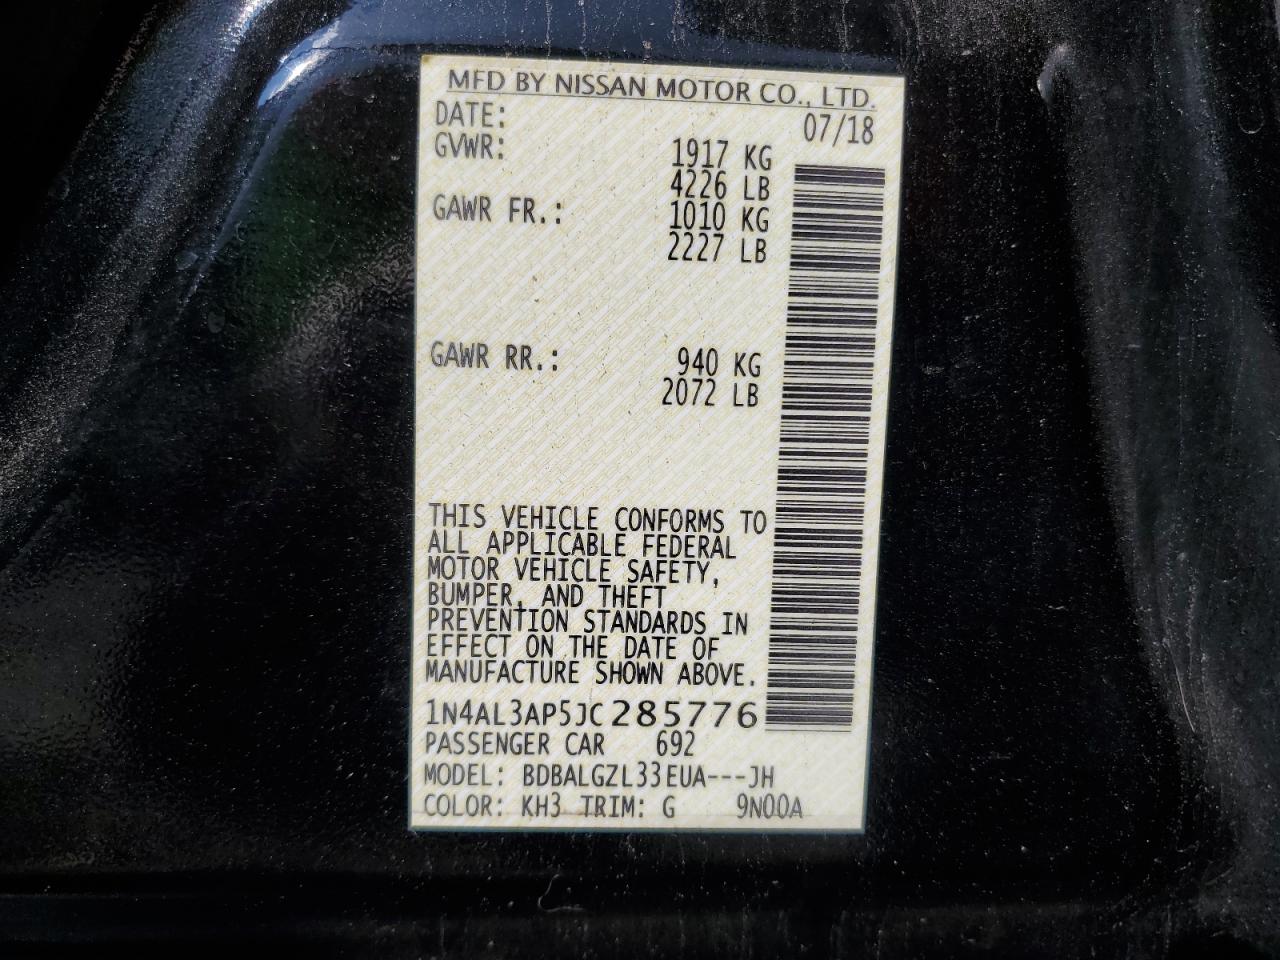 MFD BY NISSAN MOTOR CO., LTD.
DATE: 07/18
GVWR: 1917 KG
4226 LB
GAWR FR.: 1010 KG
2227 LB
GAWR RR.: 940 KG
2072 LB
THIS VEHICLE CONFORMS TO
ALL APPLICABLE FEDERAL
MOTOR VEHICLE SAFETY,
BUMPER, AND THEFT
PREVENTION STANDARDS IN
EFFECT ON THE DATE OF
MANUFACTURE SHOWN ABOVE.
1N4AL3AP5JC285776
PASSENGER CAR 692
MODEL: BDBALGZL33EUA---JH
COLOR: KH3 TRIM: G 9N00A